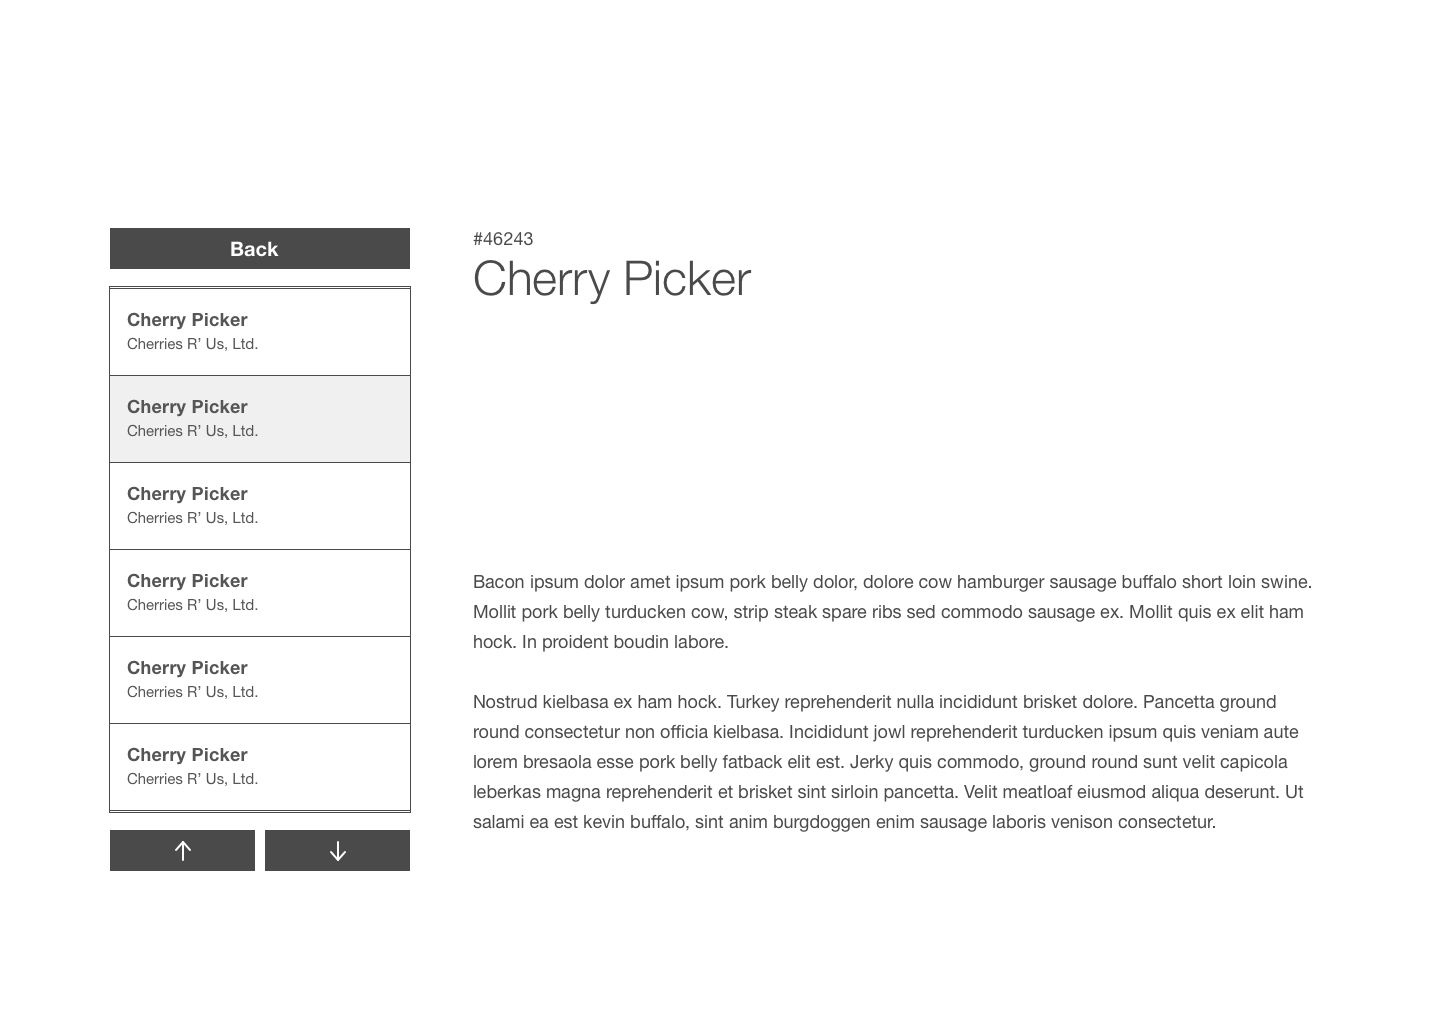 Back
Cherry Picker
Cherries R’ Us, Ltd.
Cherry Picker
Cherries R’ Us, Ltd.
Cherry Picker
Cherries R’ Us, Ltd.
Cherry Picker
Cherries R’ Us, Ltd.
Cherry Picker
Cherries R’ Us, Ltd.
Cherry Picker
Cherries R’ Us, Ltd.
#46243
Cherry Picker
Bacon ipsum dolor amet ipsum pork belly dolor, dolore cow hamburger sausage buffalo short loin swine.
Mollit pork belly turducken cow, strip steak spare ribs sed commodo sausage ex. Mollit quis ex elit ham
hock. In proident boudin labore.
Nostrud kielbasa ex ham hock. Turkey reprehenderit nulla incididunt brisket dolore. Pancetta ground
round consectetur non officia kielbasa. Incididunt jowl reprehenderit turducken ipsum quis veniam aute
lorem bresaola esse pork belly fatback elit est. Jerky quis commodo, ground round sunt velit capicola
leberkas magna reprehenderit et brisket sint sirloin pancetta. Velit meatloaf eiusmod aliqua deserunt. Ut
salami ea est kevin buffalo, sint anim burgdoggen enim sausage laboris venison consectetur.